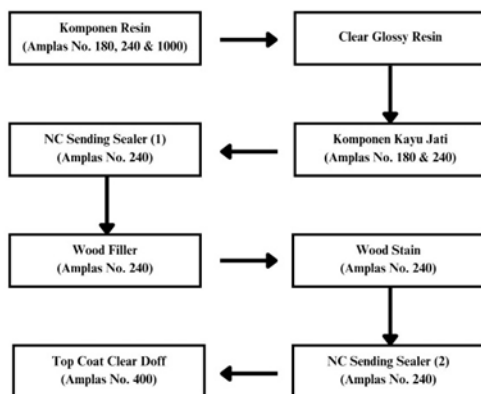 Komponen Resin
(Amplas No. 180, 240 & 1000)
Clear Glossy Resin
NC Sending Sealer (1)
(Amplas No. 240)
Komponen Kayu Jati
(Amplas No. 180 & 240)
Wood Filler
(Amplas No. 240)
Wood Stain
(Amplas No. 240)
Top Coat Clear Doff
(Amplas No. 400)
NC Sending Sealer (2)
(Amplas No. 240)